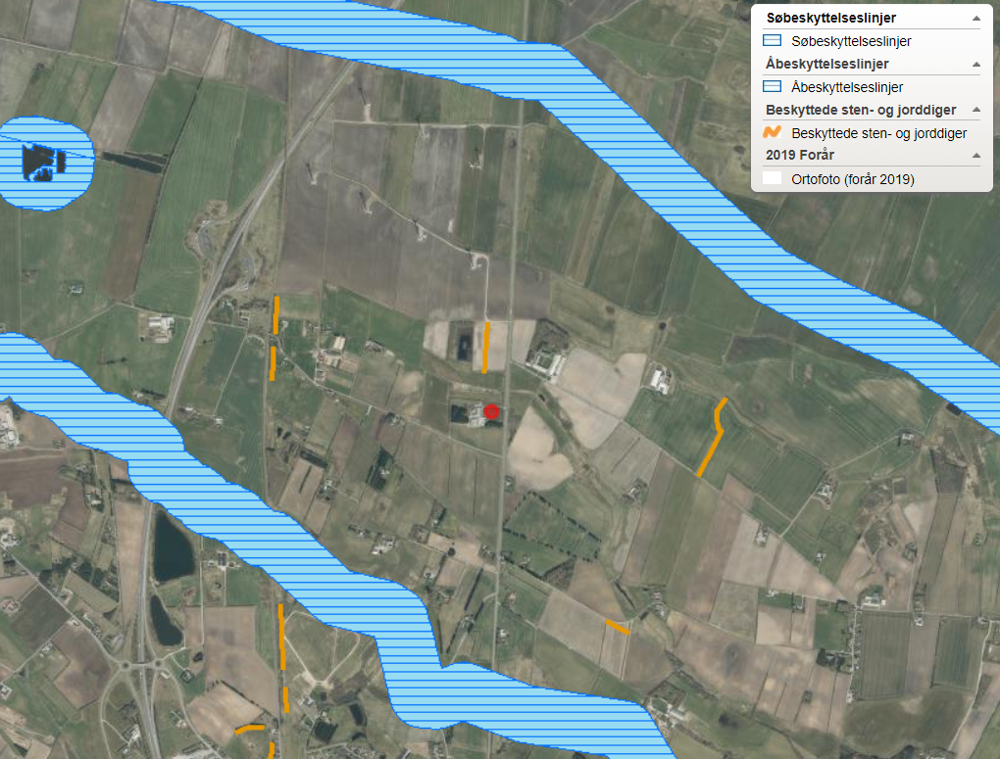 Søbeskyttelseslinjer
Søbeskyttelseslinjer
Åbeskyttelseslinjer
Åbeskyttelseslinjer
Beskyttede sten- og jorddiger
Beskyttede sten- og jorddiger
2019 Forår
Ortofoto (forår 2019)